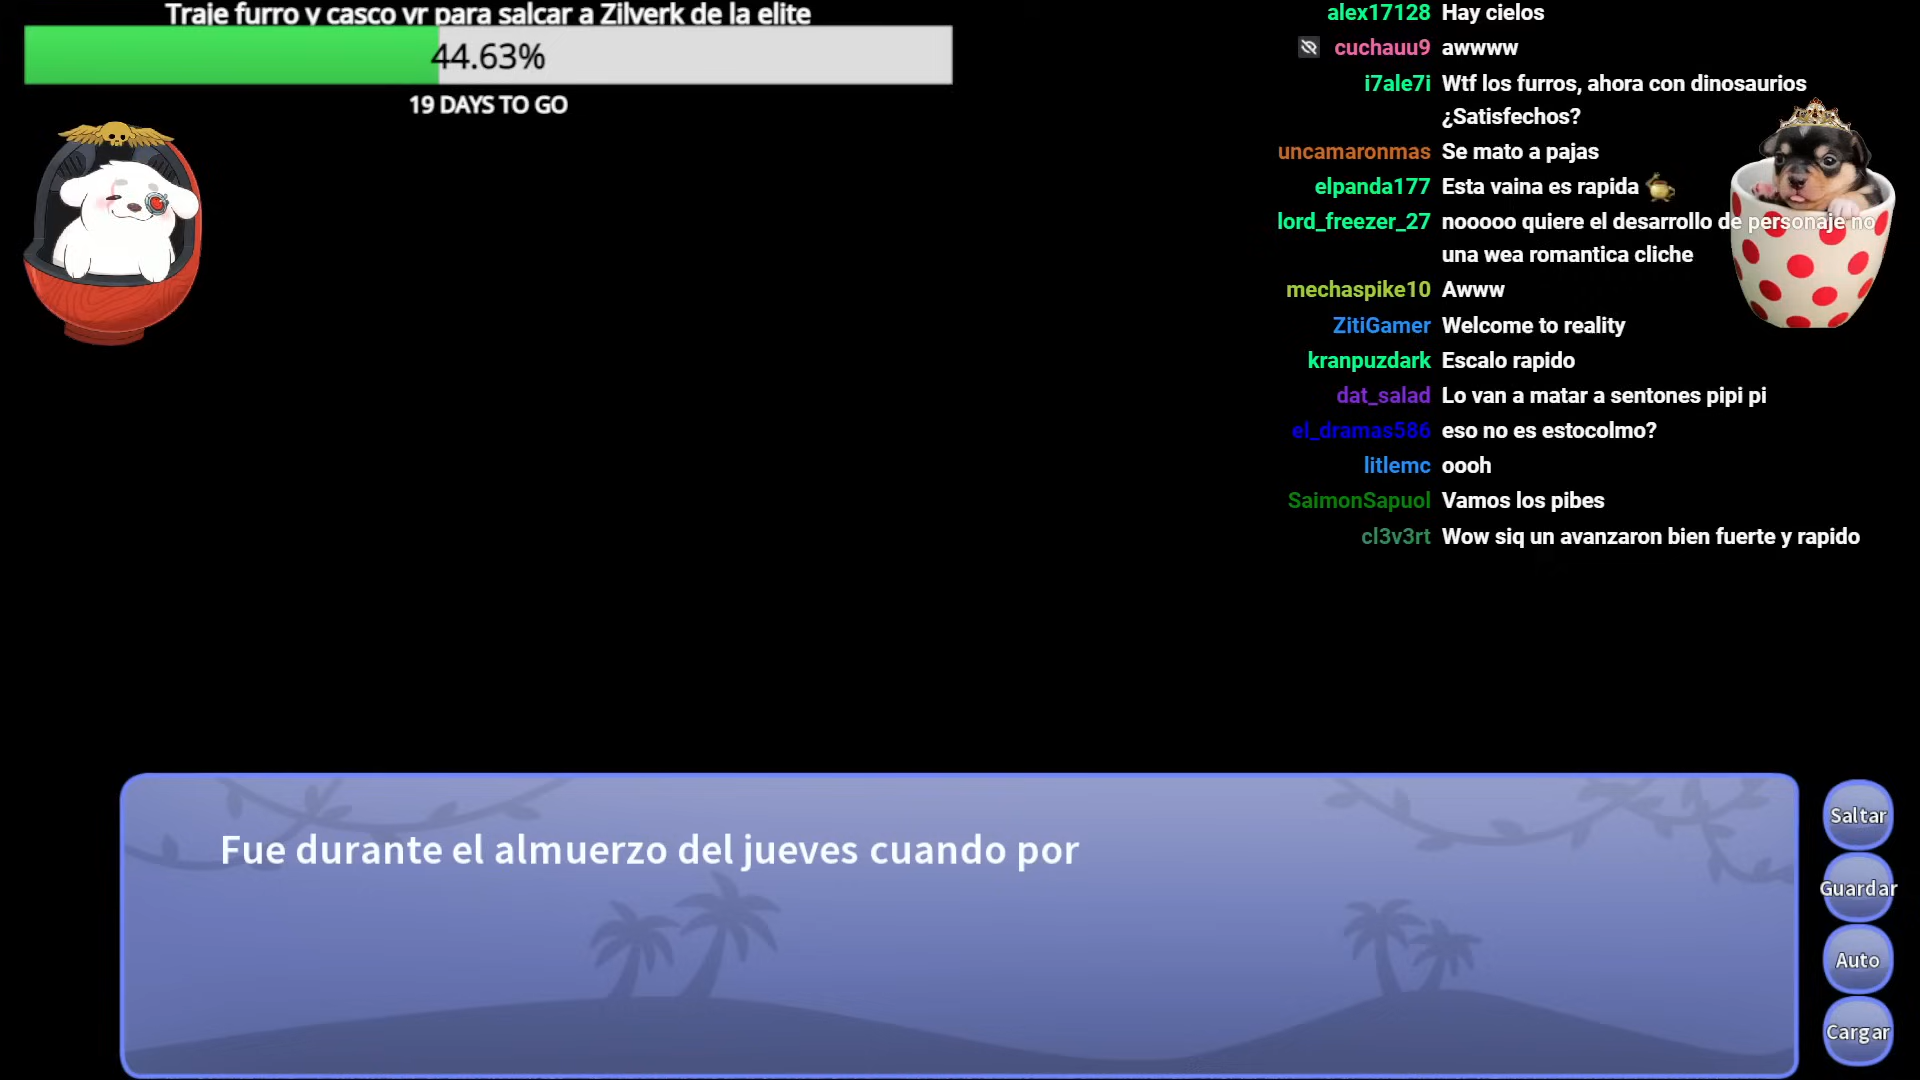 Traje furro y casco vr para salcar a Zilverk de la elite
44.63%
19 DAYS TO GO
alex17128 Hay cielos
cuchauu9 awwww
i7ale7i Wtf los furros, ahora con dinosaurios
¿Satisfechos?
uncamaronmas Se mato a pajas
elpanda177 Esta vaina es rapida
lord_freezer_27 nooooo quiere el desarrollo de personaje no
una wea romantica cliche
mechaspike10 Awww
ZitiGamer Welcome to reality
kranpuzdark Escalo rapido
dat_salad Lo van a matar a sentones pipi pi
el_dramas586 eso no es estocolmo?
litlemc oooh
SaimonSapuol Vamos los pibes
cl3v3rt Wow siq un avanzaron bien fuerte y rapido
Fue durante el almuerzo del jueves cuando por
Saltar
Guardar
Auto
Cargar